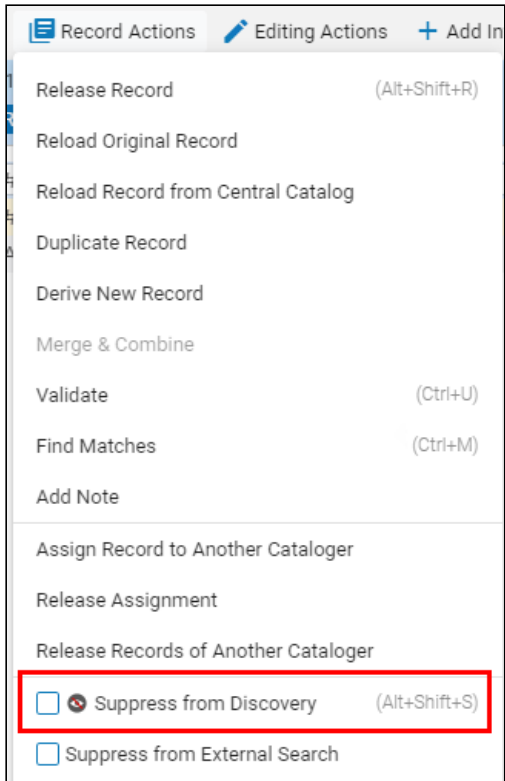 Record Actions Editing Actions + Add In
Release Record (Alt+Shift+R)
Reload Original Record
Reload Record from Central Catalog
Duplicate Record
Derive New Record
Merge & Combine
Validate (Ctrl+U)
Find Matches (Ctrl+M)
Add Note
Assign Record to Another Cataloger
Release Assignment
Release Records of Another Cataloger
Suppress from Discovery (Alt+Shift+S)
Suppress from External Search